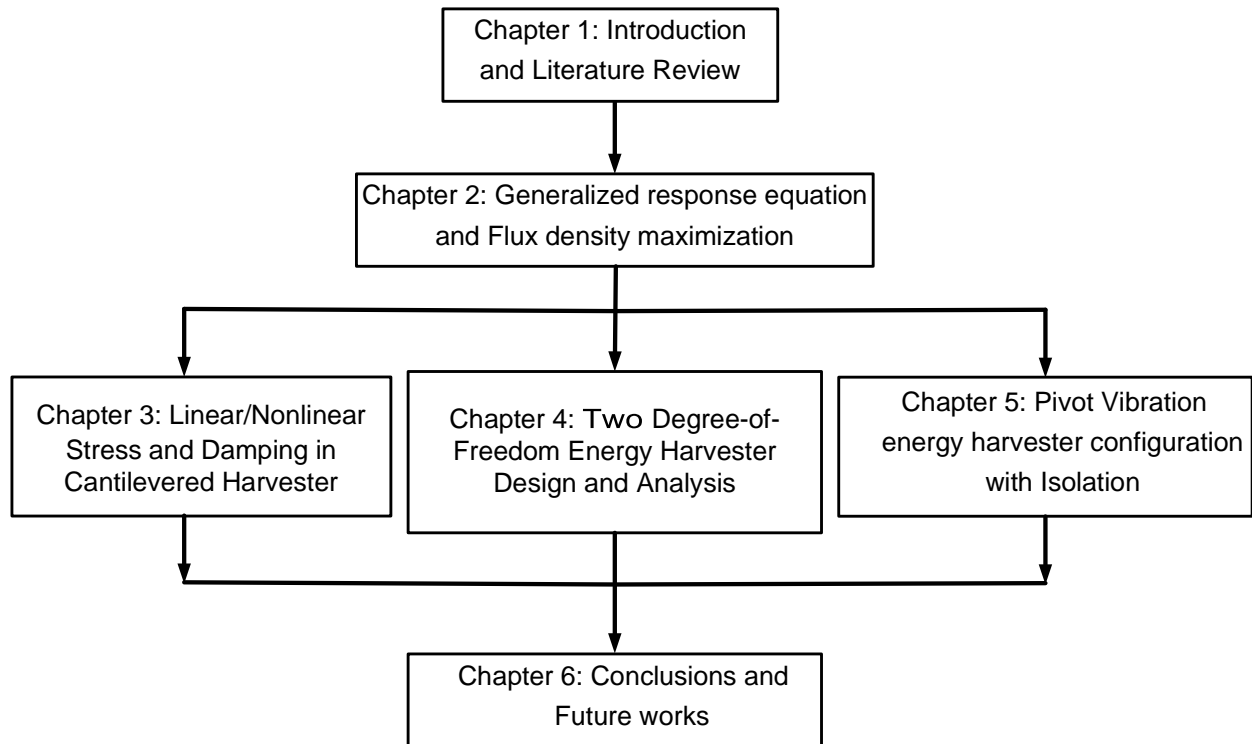 Chapter 1: Introduction
and Literature Review
Chapter 2: Generalized response equation
and Flux density maximization
Chapter 3: Linear/Nonlinear
Stress and Damping in
Cantilevered Harvester
Chapter 4: Two Degree-of-
Freedom Energy Harvester
Design and Analysis
Chapter 5: Pivot Vibration
energy harvester configuration
with Isolation
Chapter 6: Conclusions and
Future works